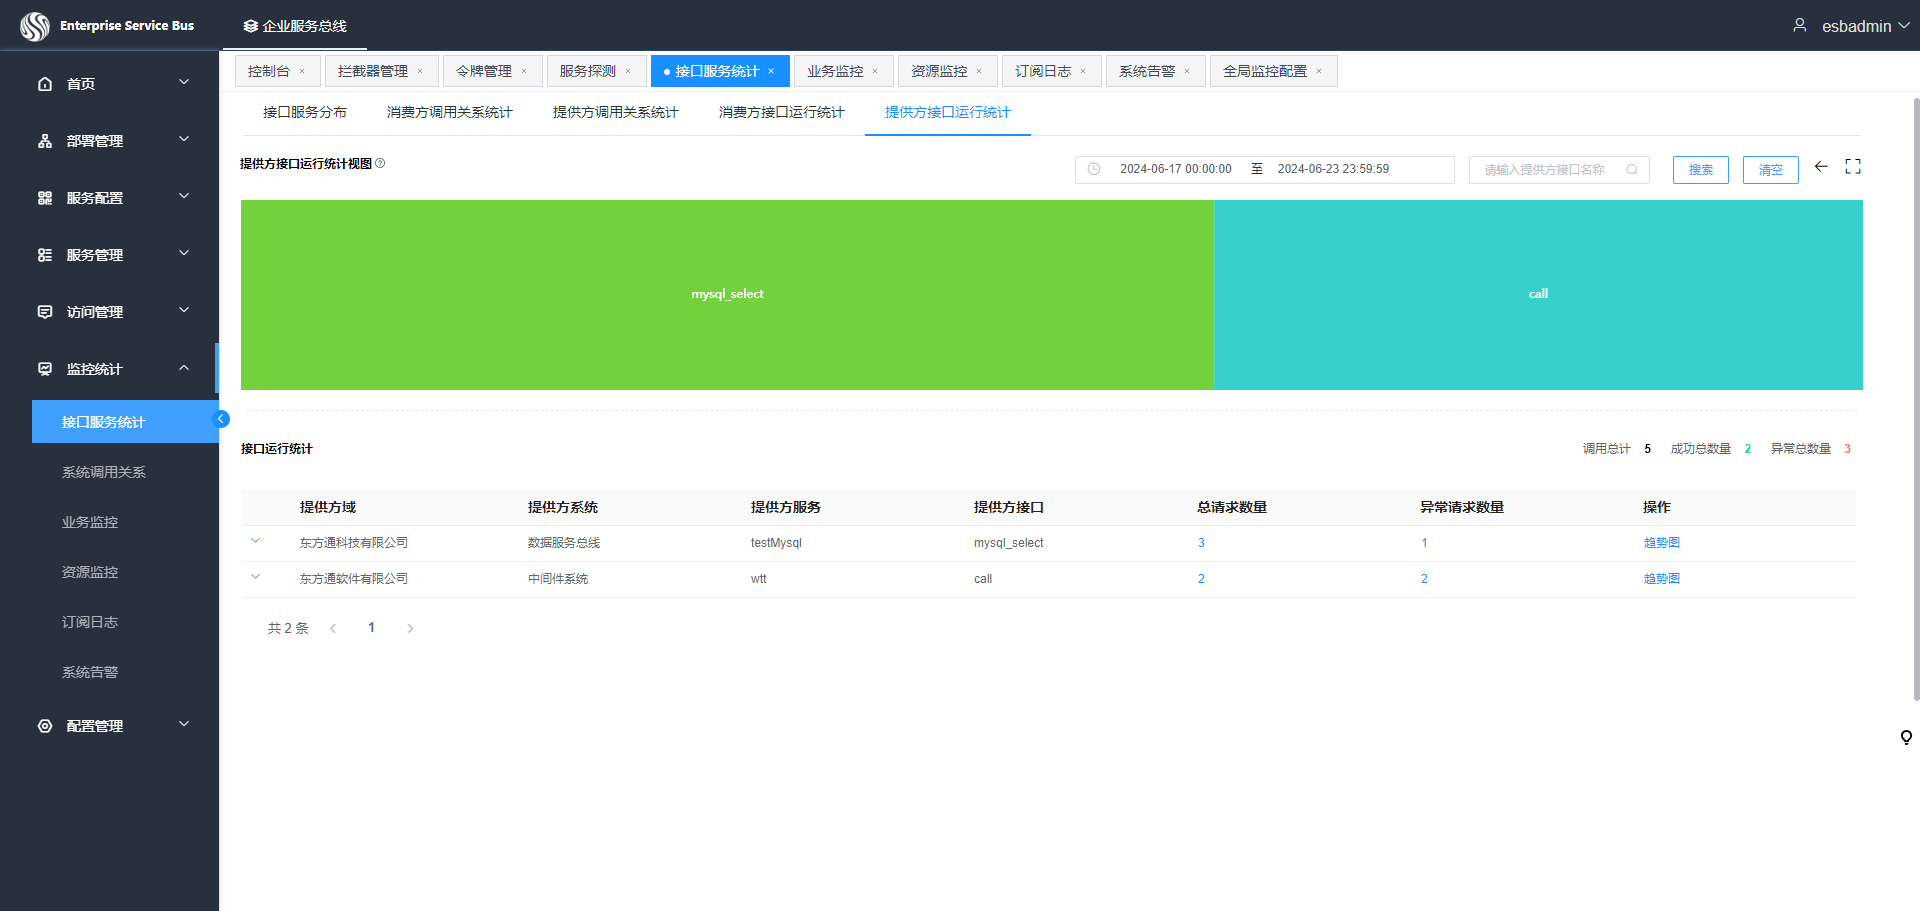 Enterprise Service Bus
企业服务总线
esbadmin
首页
部署管理
服务配置
服务管理
访问管理
监控统计
接口服务统计
系统调用关系
业务监控
资源监控
订阅日志
系统告警
配置管理
控制台 × 拦截器管理 × 令牌管理 × 服务探测 × 接口服务统计 × 业务监控 × 资源监控 × 订阅日志 × 系统告警 × 全局监控配置 ×
接口服务分布 消费方调用关系统计 提供方调用关系统计 消费方接口运行统计 提供方接口运行统计
提供方接口运行统计视图
2024-06-17 00:00:00 至 2024-06-23 23:59:59 请输入提供方接口名称 搜索 清空
mysql_select call
接口运行统计
调用总计 5 成功总数量 2 异常总数量 3
提供方域 提供方系统 提供方服务 提供方接口 总请求数量 异常请求数量 操作
东方通科技有限公司 数据服务总线 testMysql mysql_select 3 1 趋势图
东方通软件有限公司 中间件系统 wtt call 2 2 趋势图
共 2 条 1